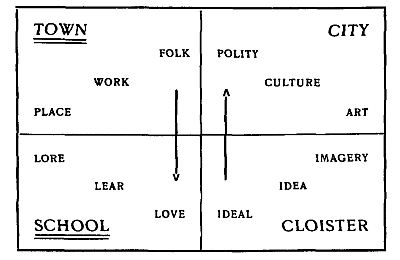 TOWN
CITY
FOLK
POLITY
WORK
CULTURE
PLACE
ART
LORE
IMAGERY
LEAR
IDEA
LOVE
IDEAL
SCHOOL
CLOISTER